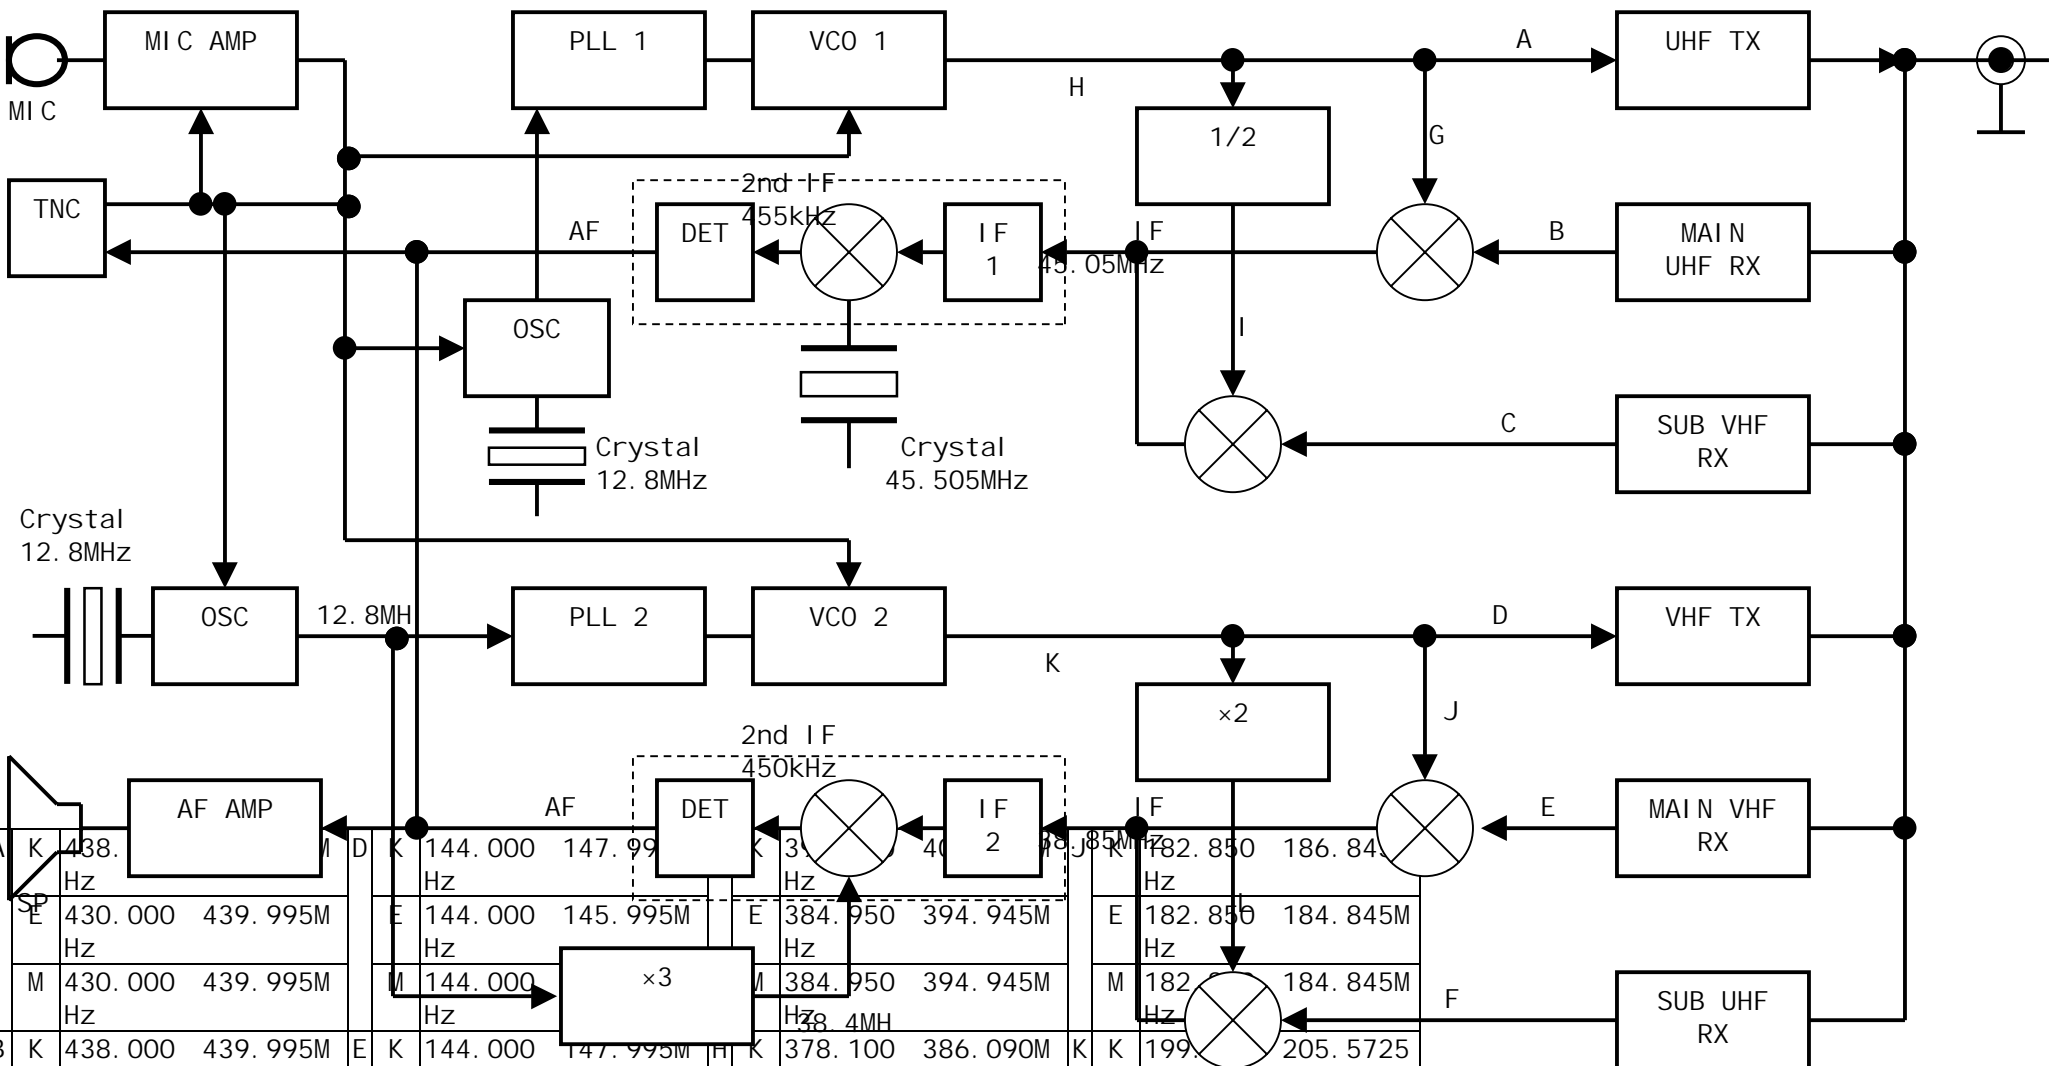 MIC AMP
PLL 1
VCO 1
A
UHF TX
H
MIC
1/2
G
2nd IF
455kHz
TNC
AF
DET
IF
1
IF
45.05MHz
B
MAIN
UHF RX
OSC
I
C
SUB VHF
RX
Crystal
12.8MHz
Crystal
45.505MHz
Crystal
12.8MHz
OSC
12.8MH
PLL 2
VCO 2
D
VHF TX
K
×2
J
2nd IF
450kHz
AF AMP
AF
DET
IF
2
IF
38.85MHz
E
MAIN VHF
RX
SP
L
×3
38.4MH
F
SUB UHF
RX
K 438. M D K 144.000 147.99 K J K 182.850 186.84
Hz Hz Hz Hz
E 430.000 439.995M E 144.000 145.995M E 384.950 394.945M E 182.850 184.845M
Hz Hz Hz Hz
M 430.000 439.995M M 144.000 M 384.950 394.945M M 182. 184.845M
Hz Hz Hz
K 438.000 439.995M E K 144.000 147.995M H K 378.100 386.090M K K 199. 205.5725